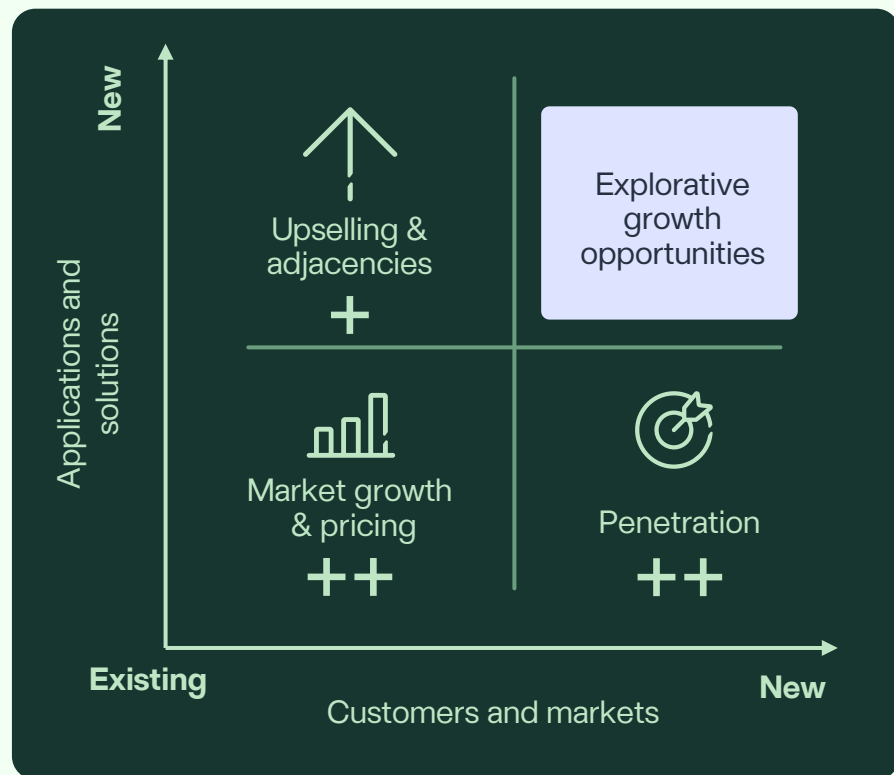 New
Applications and
solutions
Upselling &
adjacencies
+
Explorative
growth
opportunities
Market growth
& pricing
++
Penetration
++
Existing
New
Customers and markets